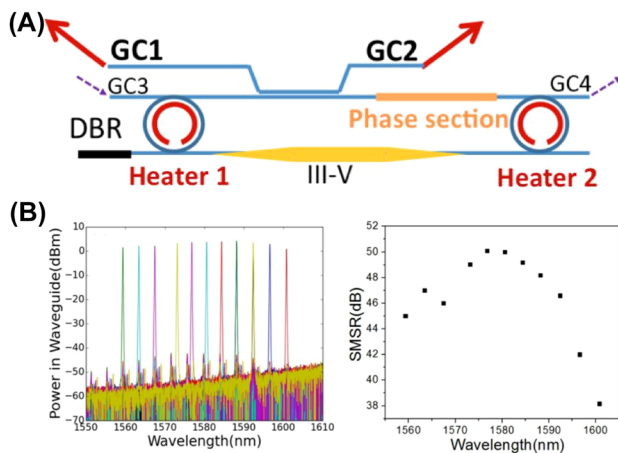 (A)
GC1
GC2
GC3
GC4
Phase section
DBR
Heater 1
III-V
Heater 2
(B)
Power in Waveguide(dBm)
10
0
−10
−20
−30
−40
−50
−60
−70
1550
1560
1570
1580
1590
1600
1610
Wavelength(nm)
SMSR(dB)
52
50
48
46
44
42
40
38
1560
1570
1580
1590
1600
Wavelength(nm)